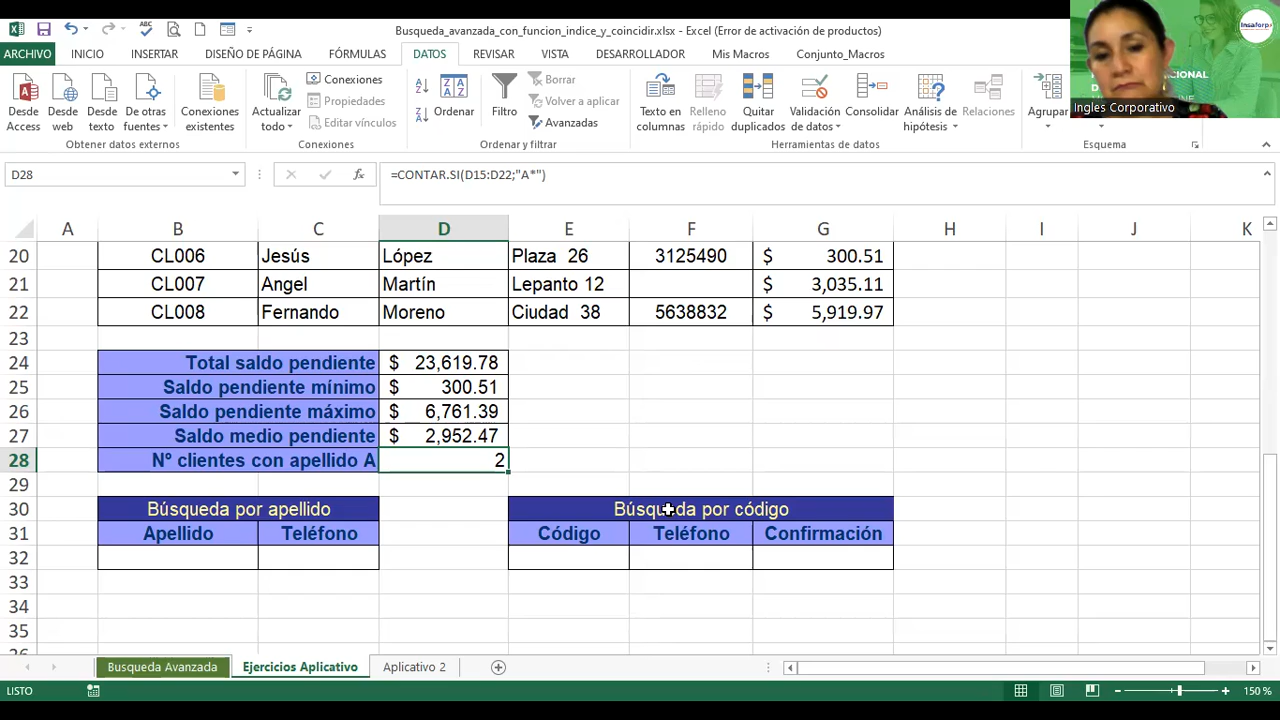 Busqueda_avanzada_con_funcion_indice_y_coincidir.xlsx - Excel (Error de activación de productos)
ARCHIVO INICIO INSERTAR DISEÑO DE PÁGINA FÓRMULAS DATOS REVISAR VISTA DESARROLLADOR Mis Macros Conjunto_Macros
Desde Access
Desde web
Desde texto
De otras fuentes
Conexiones existentes
Actualizar todo
Conexiones
Propiedades
Editar vínculos
Ordenar
Filtro
Borrar
Volver a aplicar
Avanzadas
Texto en columnas
Relleno rápido
Quitar duplicados
Validación de datos
Consolidar
Análisis de hipótesis
Relaciones
Agrupar
Obtener datos externos Conexiones Ordenar y filtrar Herramientas de datos Esquema
Insaforp
Ingles Corporativo
D28 fx =CONTAR.SI(D15:D22;"A*")
A B C D E F G H I J K
20 CL006 Jesús López Plaza 26 3125490 $ 300.51
21 CL007 Angel Martín Lepanto 12 $ 3,035.11
22 CL008 Fernando Moreno Ciudad 38 5638832 $ 5,919.97
23
24 Total saldo pendiente $ 23,619.78
25 Saldo pendiente mínimo $ 300.51
26 Saldo pendiente máximo $ 6,761.39
27 Saldo medio pendiente $ 2,952.47
28 Nº clientes con apellido A 2
29
30 Búsqueda por apellido Búsqueda por código
31 Apellido Teléfono Código Teléfono Confirmación
32
33
34
35
Busqueda Avanzada Ejercicios Aplicativo Aplicativo 2
LISTO 150 %